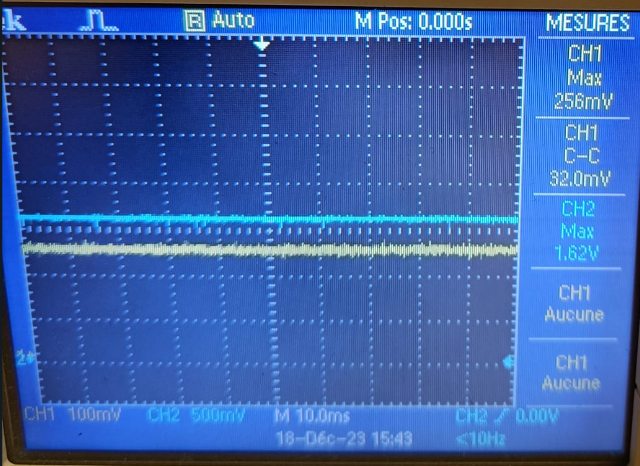 k Auto M Pos: 0.000s MESURES
CH1
Max
256mV
CH1
C-C
32.0mV
CH2
Max
1.62V
CH1
Aucune
CH1
Aucune
2
CH1 100mV CH2 500mV M 10.0ms CH2 0.00V
18-Déc-23 15:43 <10Hz